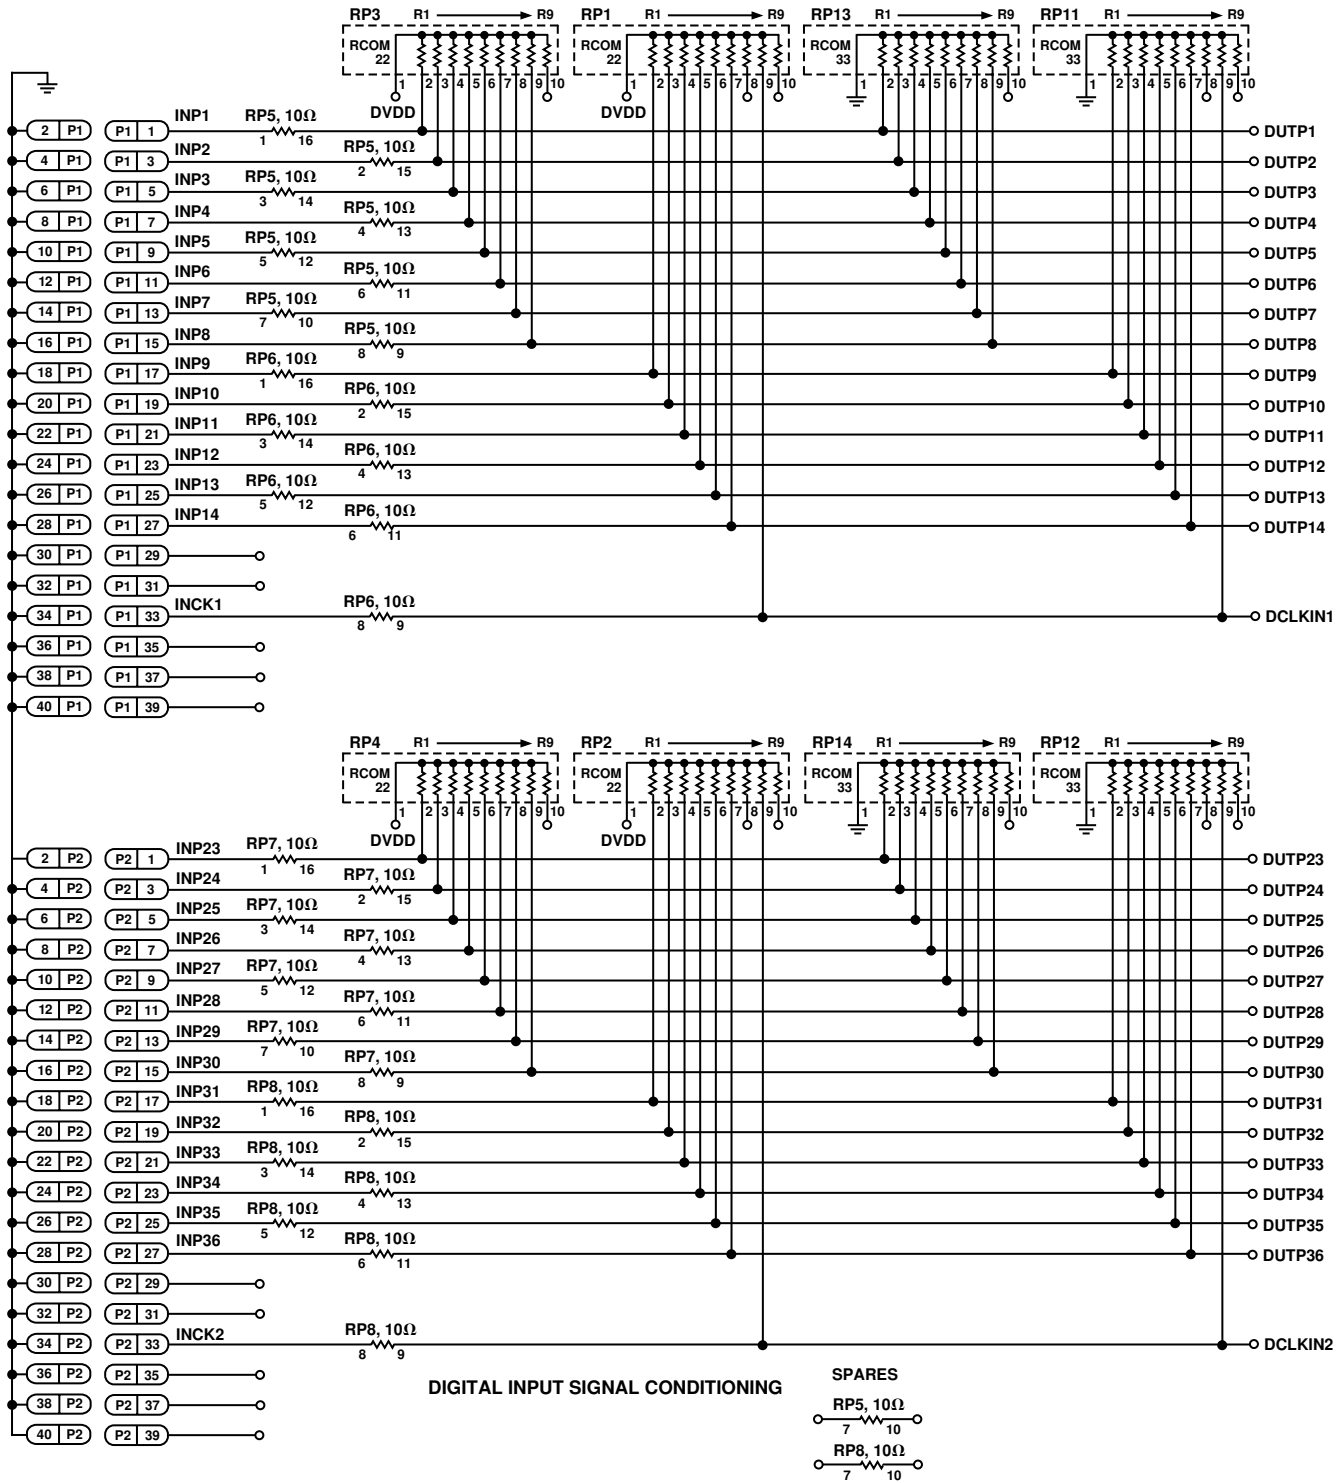 RP3 R1 R9 RP1 R1 R9 RP13 R1 R9 RP11 R1 R9
RCOM RCOM RCOM RCOM
22 22 33 33
1 2 3 4 5 6 7 8 9 10 1 2 3 4 5 6 7 8 9 10 1 2 3 4 5 6 7 8 9 10 1 2 3 4 5 6 7 8 9 10
DVDD DVDD
2 P1 P1 1 INP1 RP5, 10Ω 1 16 DUTP1
4 P1 P1 3 INP2 RP5, 10Ω 2 15 DUTP2
6 P1 P1 5 INP3 RP5, 10Ω 3 14 DUTP3
8 P1 P1 7 INP4 RP5, 10Ω 4 13 DUTP4
10 P1 P1 9 INP5 RP5, 10Ω 5 12 DUTP5
12 P1 P1 11 INP6 RP5, 10Ω 6 11 DUTP6
14 P1 P1 13 INP7 RP5, 10Ω 7 10 DUTP7
16 P1 P1 15 INP8 RP5, 10Ω 8 9 DUTP8
18 P1 P1 17 INP9 RP6, 10Ω 1 16 DUTP9
20 P1 P1 19 INP10 RP6, 10Ω 2 15 DUTP10
22 P1 P1 21 INP11 RP6, 10Ω 3 14 DUTP11
24 P1 P1 23 INP12 RP6, 10Ω 4 13 DUTP12
26 P1 P1 25 INP13 RP6, 10Ω 5 12 DUTP13
28 P1 P1 27 INP14 RP6, 10Ω 6 11 DUTP14
30 P1 P1 29
32 P1 P1 31
34 P1 P1 33 INCK1 RP6, 10Ω 8 9 DCLKIN1
36 P1 P1 35
38 P1 P1 37
40 P1 P1 39
RP4 R1 R9 RP2 R1 R9 RP14 R1 R9 RP12 R1 R9
RCOM RCOM RCOM RCOM
22 22 33 33
1 2 3 4 5 6 7 8 9 10 1 2 3 4 5 6 7 8 9 10 1 2 3 4 5 6 7 8 9 10 1 2 3 4 5 6 7 8 9 10
DVDD DVDD
2 P2 P2 1 INP23 RP7, 10Ω 1 16 DUTP23
4 P2 P2 3 INP24 RP7, 10Ω 2 15 DUTP24
6 P2 P2 5 INP25 RP7, 10Ω 3 14 DUTP25
8 P2 P2 7 INP26 RP7, 10Ω 4 13 DUTP26
10 P2 P2 9 INP27 RP7, 10Ω 5 12 DUTP27
12 P2 P2 11 INP28 RP7, 10Ω 6 11 DUTP28
14 P2 P2 13 INP29 RP7, 10Ω 7 10 DUTP29
16 P2 P2 15 INP30 RP7, 10Ω 8 9 DUTP30
18 P2 P2 17 INP31 RP8, 10Ω 1 16 DUTP31
20 P2 P2 19 INP32 RP8, 10Ω 2 15 DUTP32
22 P2 P2 21 INP33 RP8, 10Ω 3 14 DUTP33
24 P2 P2 23 INP34 RP8, 10Ω 4 13 DUTP34
26 P2 P2 25 INP35 RP8, 10Ω 5 12 DUTP35
28 P2 P2 27 INP36 RP8, 10Ω 6 11 DUTP36
30 P2 P2 29
32 P2 P2 31
34 P2 P2 33 INCK2 RP8, 10Ω 8 9 DCLKIN2
36 P2 P2 35
38 P2 P2 37
40 P2 P2 39
DIGITAL INPUT SIGNAL CONDITIONING
SPARES
RP5, 10Ω
7 10
RP8, 10Ω
7 10